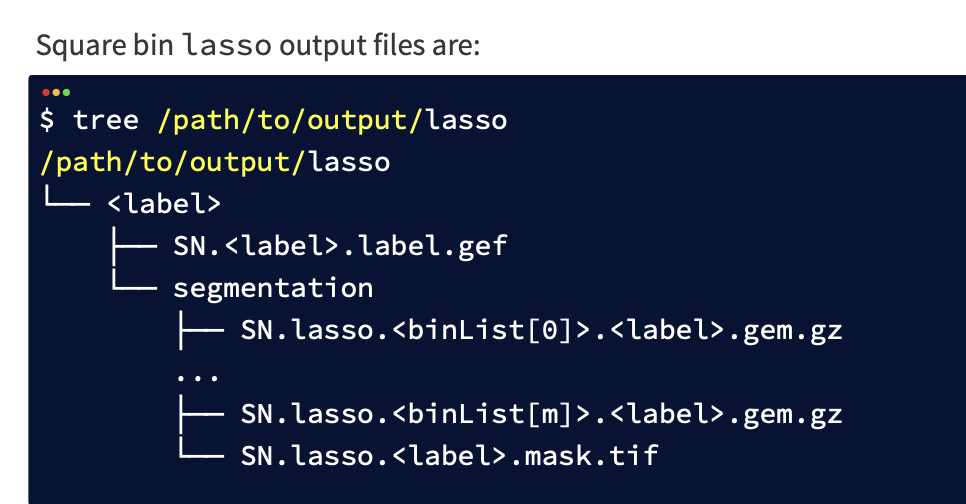 Square bin lasso output files are:
$ tree /path/to/output/lasso
/path/to/output/lasso
└── <label>
    ├── SN.<label>.label.gef
    └── segmentation
        ├── SN.lasso.<binList[0]>.<label>.gem.gz
        ...
        ├── SN.lasso.<binList[m]>.<label>.gem.gz
        └── SN.lasso.<label>.mask.tif